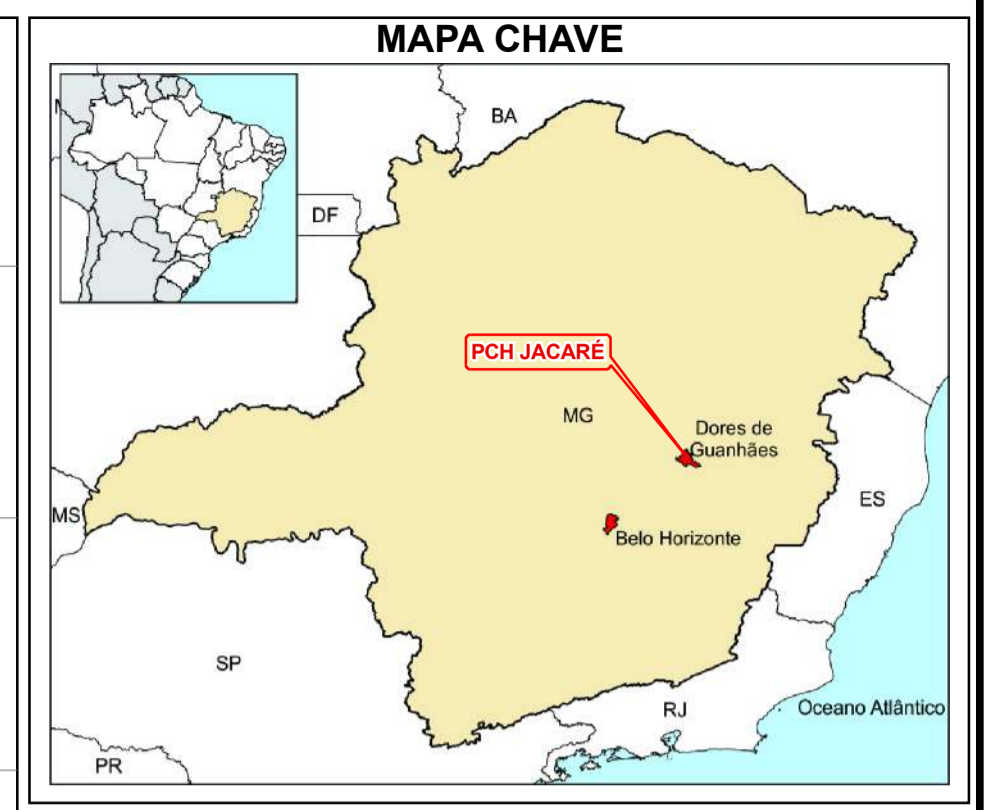 MAPA CHAVE
BA
DF
PCH JACARÉ
MG
Dores de
Guanhães
ES
MS
Belo Horizonte
SP
RJ
Oceano Atlântico
PR